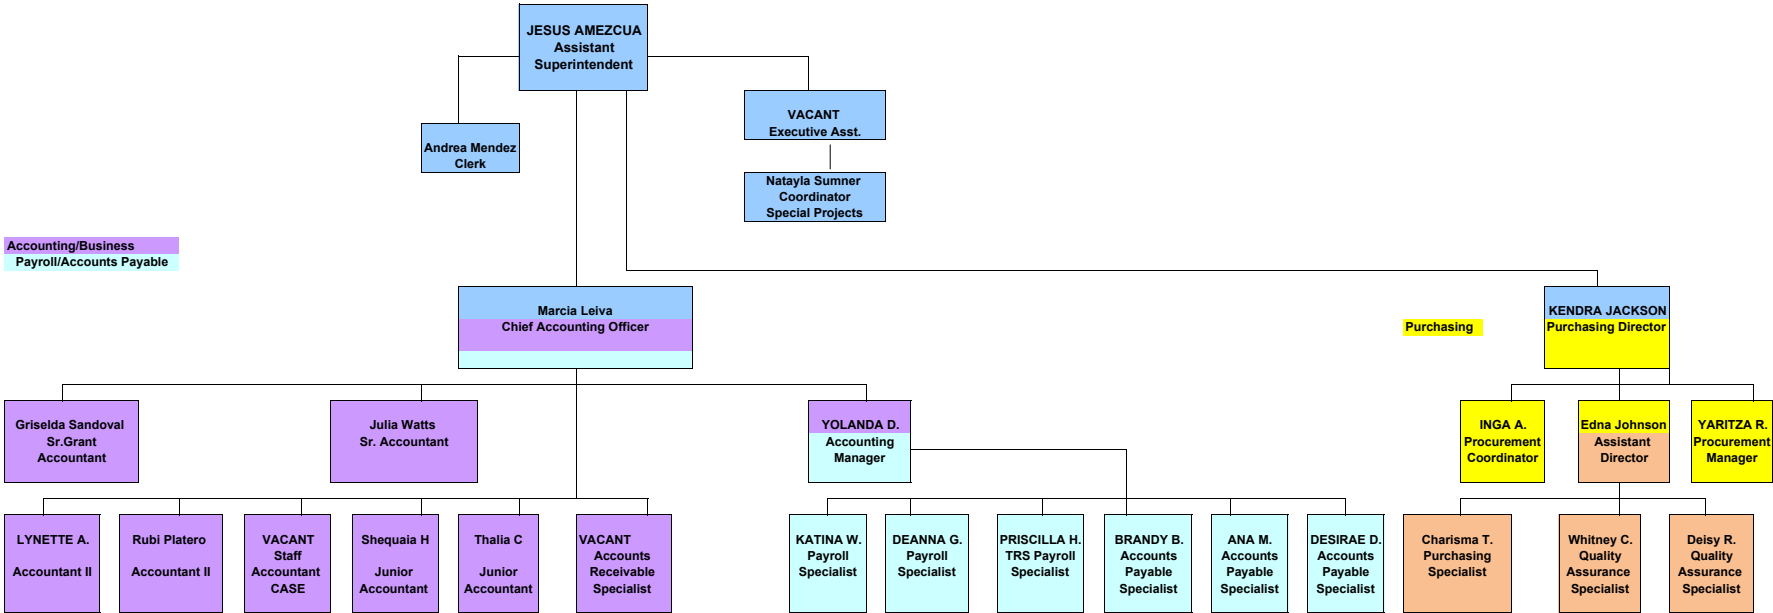 JESUS AMEZCUA
Assistant
Superintendent
VACANT
Executive Asst.
Andrea Mendez
Clerk
Natayla Sumner
Coordinator
Special Projects
Accounting/Business
Payroll/Accounts Payable
Marcia Leiva
Chief Accounting Officer
Purchasing
KENDRA JACKSON
Purchasing Director
Griselda Sandoval
Sr.Grant
Accountant
Julia Watts
Sr. Accountant
YOLANDA D.
Accounting
Manager
INGA A.
Procurement
Coordinator
Edna Johnson
Assistant
Director
YARITZA R.
Procurement
Manager
LYNETTE A.
Accountant II
Rubi Platero
Accountant II
VACANT
Staff
Accountant
CASE
Shequaia H
Junior
Accountant
Thalia C
Junior
Accountant
VACANT
Accounts
Receivable
Specialist
KATINA W.
Payroll
Specialist
DEANNA G.
Payroll
Specialist
PRISCILLA H.
TRS Payroll
Specialist
BRANDY B.
Accounts
Payable
Specialist
ANA M.
Accounts
Payable
Specialist
DESIRAE D.
Accounts
Payable
Specialist
Charisma T.
Purchasing
Specialist
Whitney C.
Quality
Assurance
Specialist
Deisy R.
Quality
Assurance
Specialist